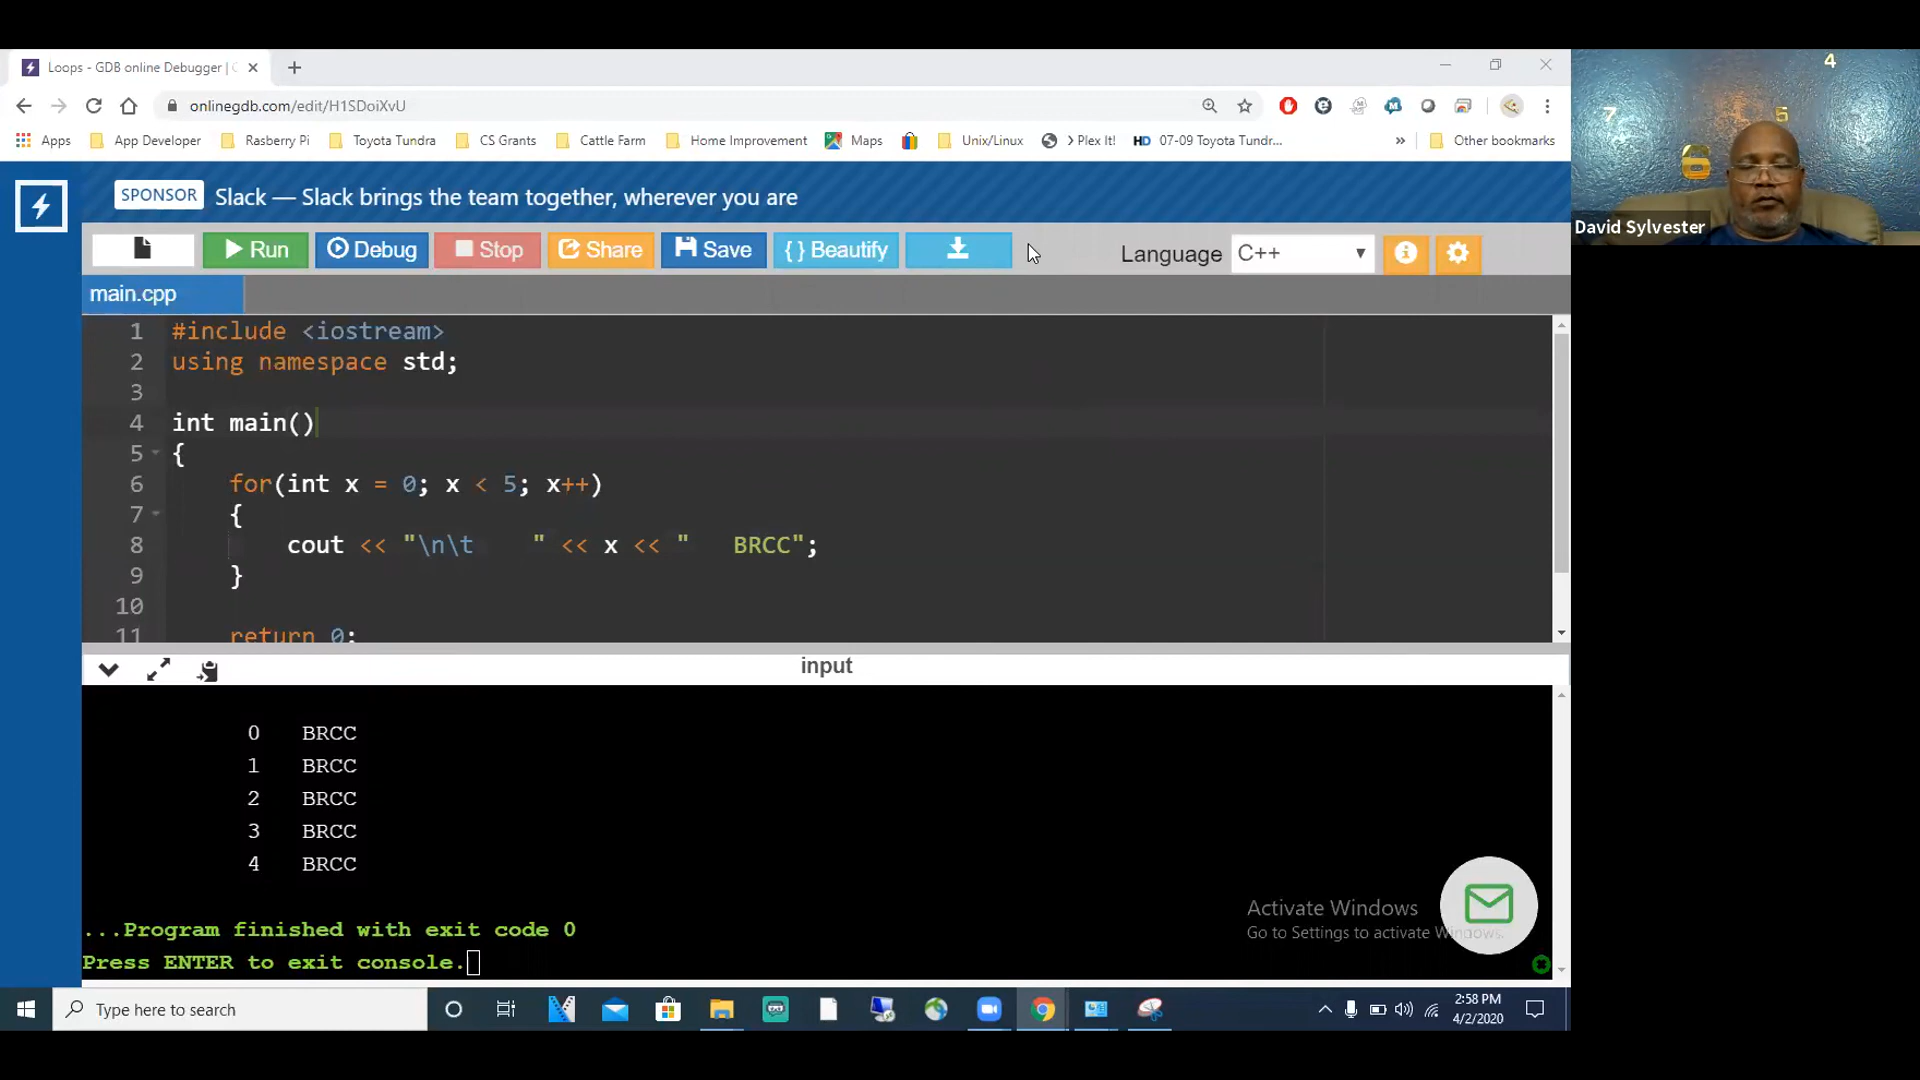 Loops - GDB online Debugger | C
onlinegdb.com/edit/H1SDoiXvU
Apps App Developer Rasberry Pi Toyota Tundra CS Grants Cattle Farm Home Improvement Maps Unix/Linux > Plex It! HD 07-09 Toyota Tundr... » Other bookmarks
7 4 5
David Sylvester
SPONSOR Slack — Slack brings the team together, wherever you are
Run Debug Stop Share Save { } Beautify Language C++
main.cpp
1 #include <iostream>
2 using namespace std;
3
4 int main()
5 {
6 for(int x = 0; x < 5; x++)
7 {
8 cout << "\n\t    " << x << "   BRCC";
9 }
10
11 return 0;
input
0 BRCC
1 BRCC
2 BRCC
3 BRCC
4 BRCC
...Program finished with exit code 0
Press ENTER to exit console.
Activate Windows
Go to Settings to activate Windows.
Type here to search
2:58 PM
4/2/2020